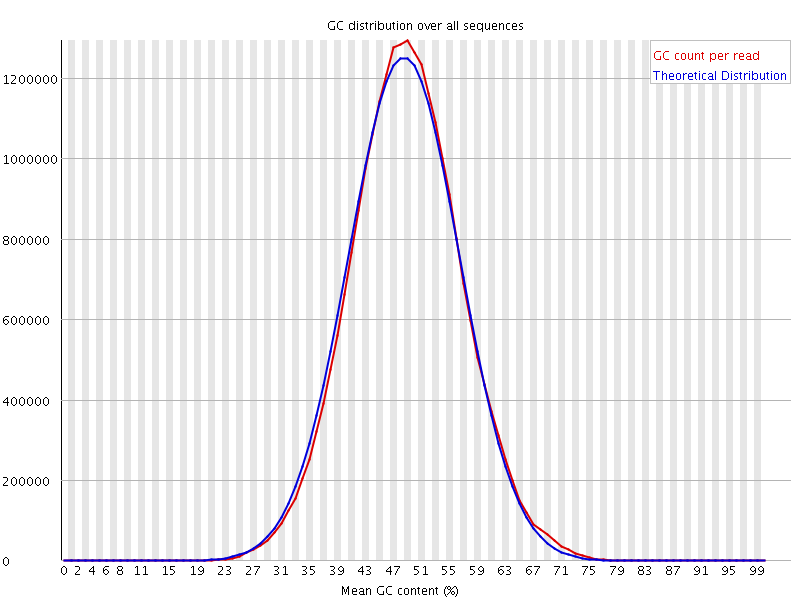 GC distribution over all sequences
GC count per read
Theoretical Distribution
1200000
1000000
800000
600000
400000
200000
0
0 2 4 6 8 11 15 19 23 27 31 35 39 43 47 51 55 59 63 67 71 75 79 83 87 91 95 99
Mean GC content (%)